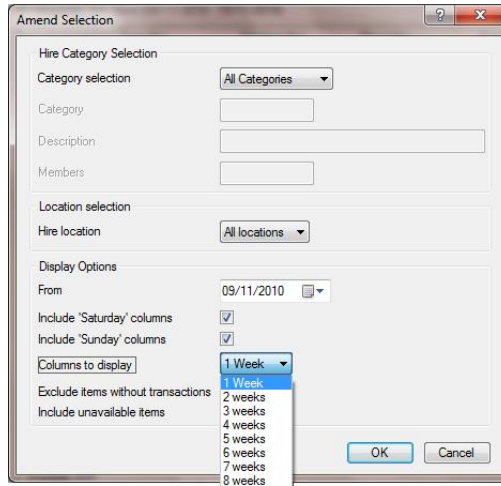 Amend Selection
Hire Category Selection
Category selection All Categories
Category
Description
Members
Location selection
Hire location All locations
Display Options
From 09/11/2010
Include 'Saturday' columns
Include 'Sunday' columns
Columns to display 1 Week
1 Week
Exclude items without transactions
2 weeks
3 weeks
Include unavailable items
4 weeks
5 weeks
6 weeks
7 weeks
8 weeks
OK Cancel